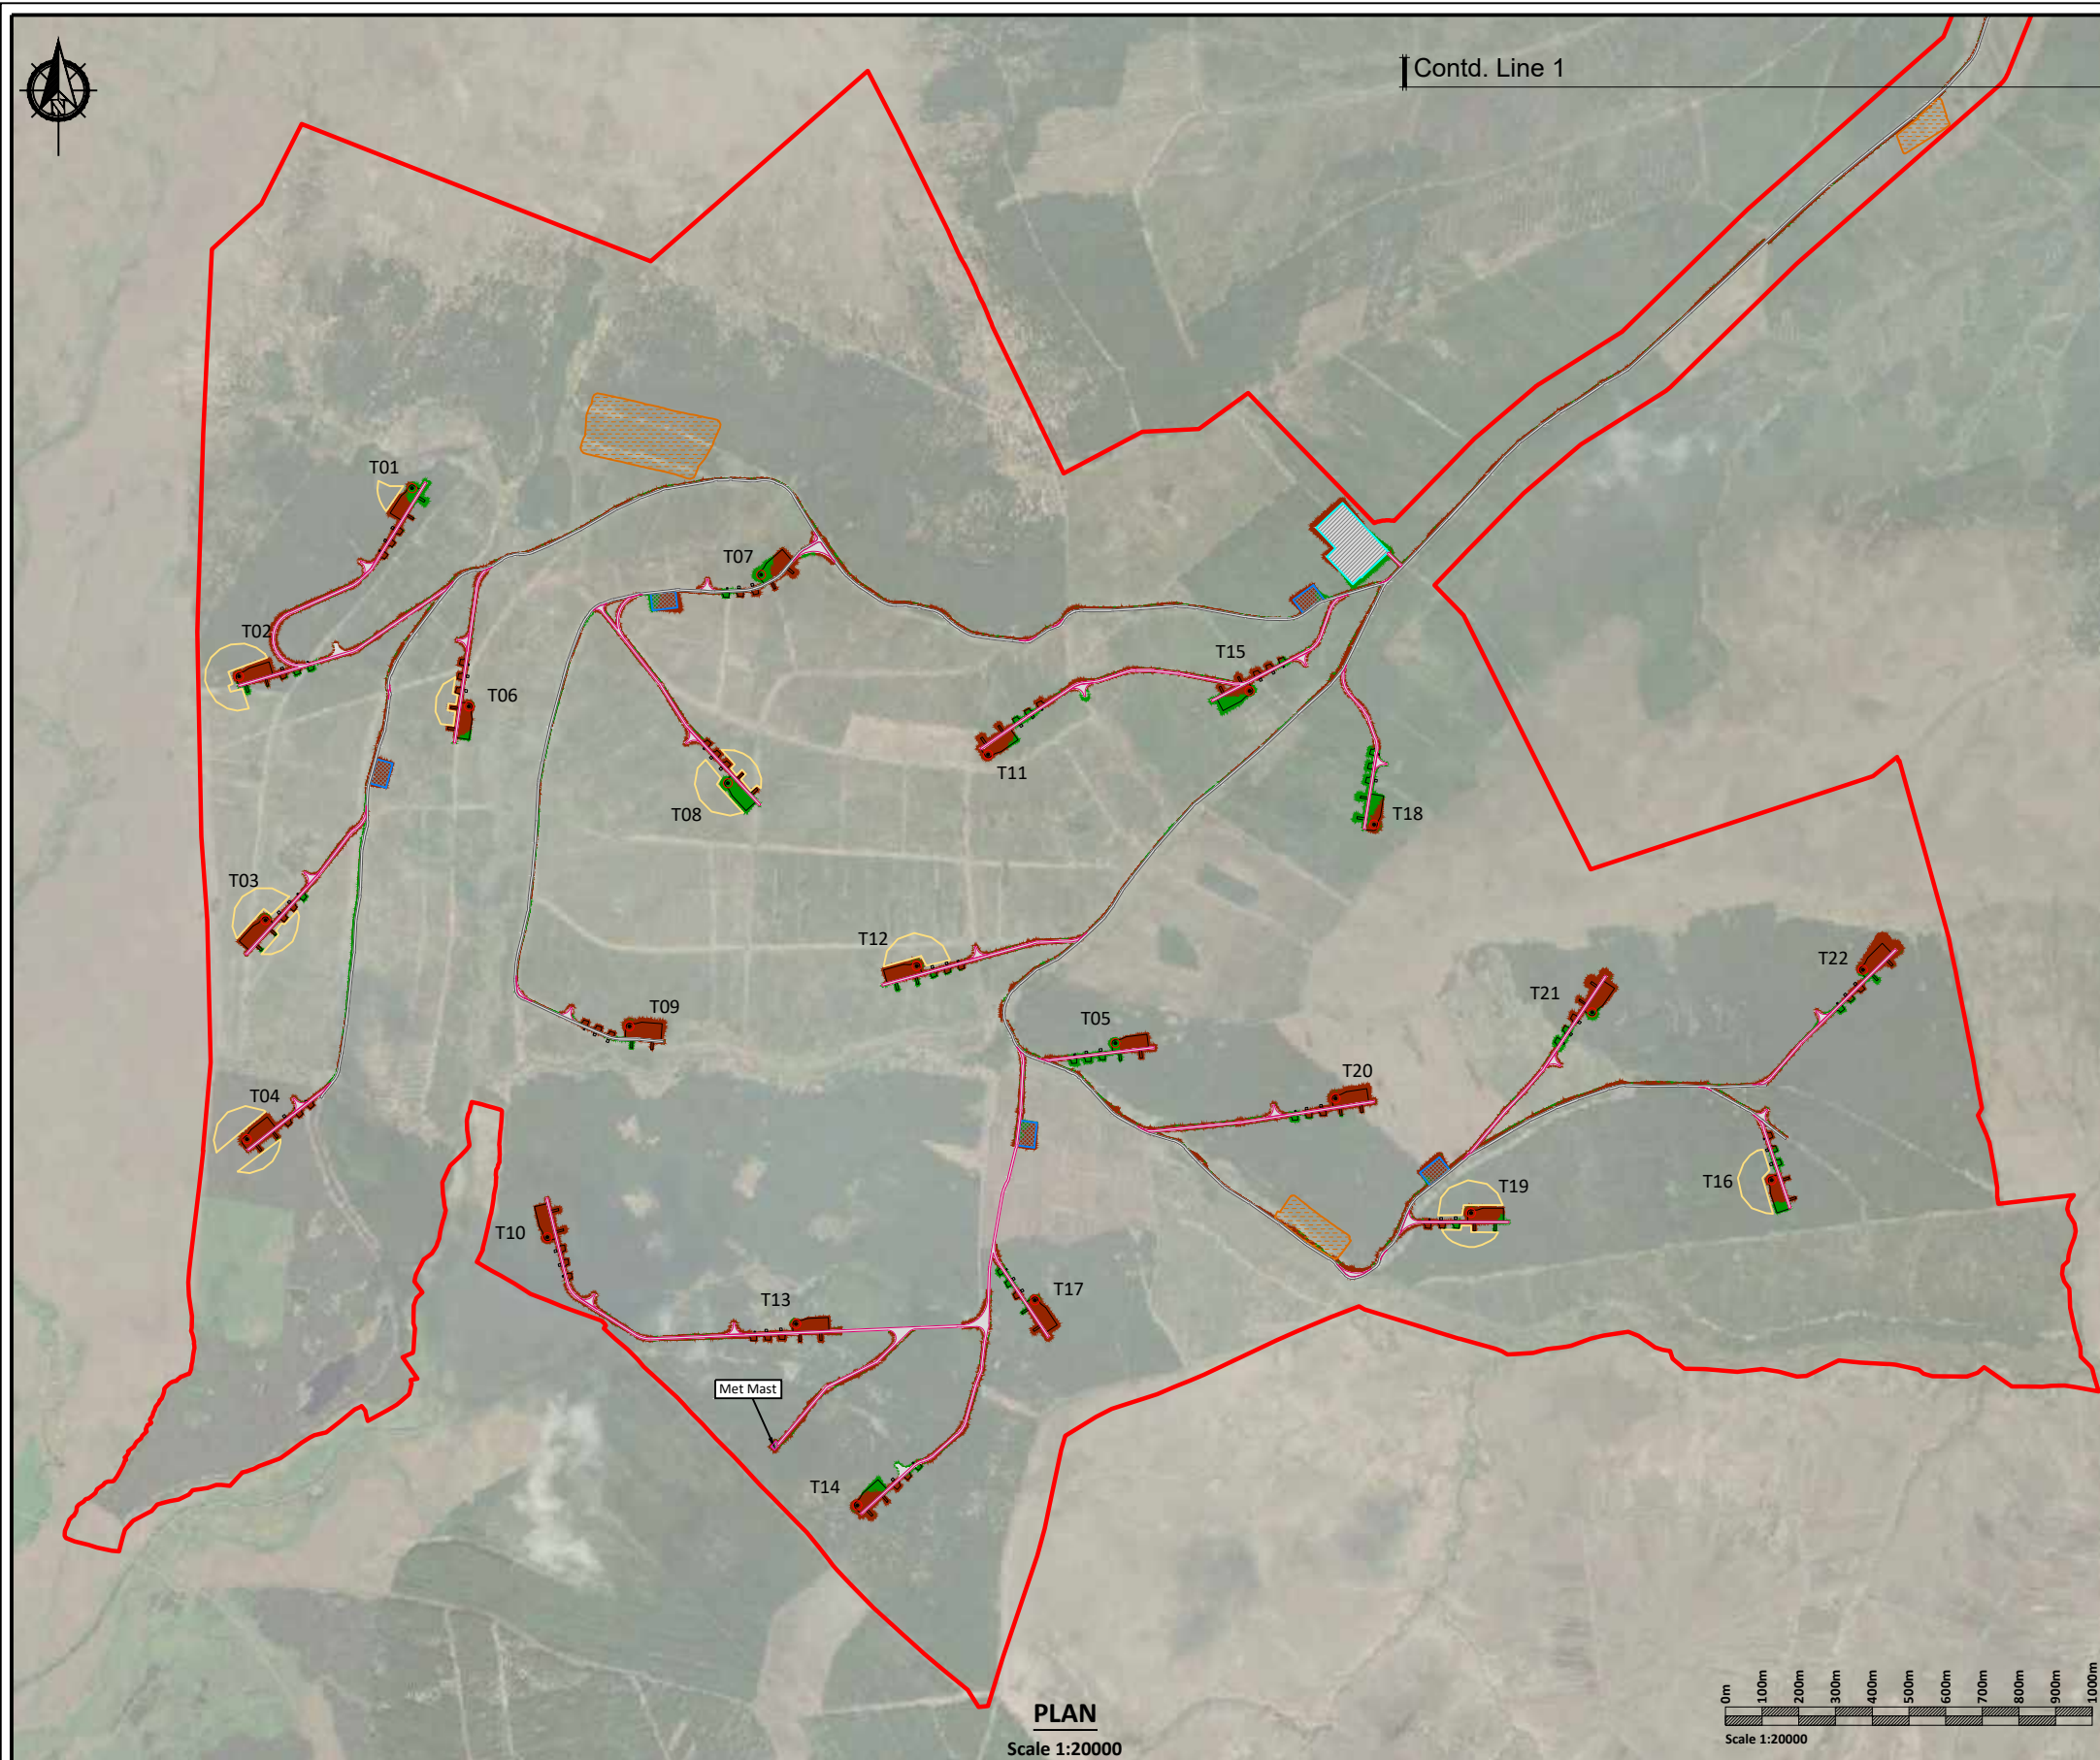 Contd. Line 1
T01
T07
T02
T15
T06
T11
T08
T18
T03
T12
T22
T21
T09
T05
T20
T04
T16
T19
T10
T17
T13
Met Mast
T14
0m
100m
200m
300m
400m
500m
600m
700m
800m
900m
1000m
PLAN
Scale 1:20000
Scale 1:20000